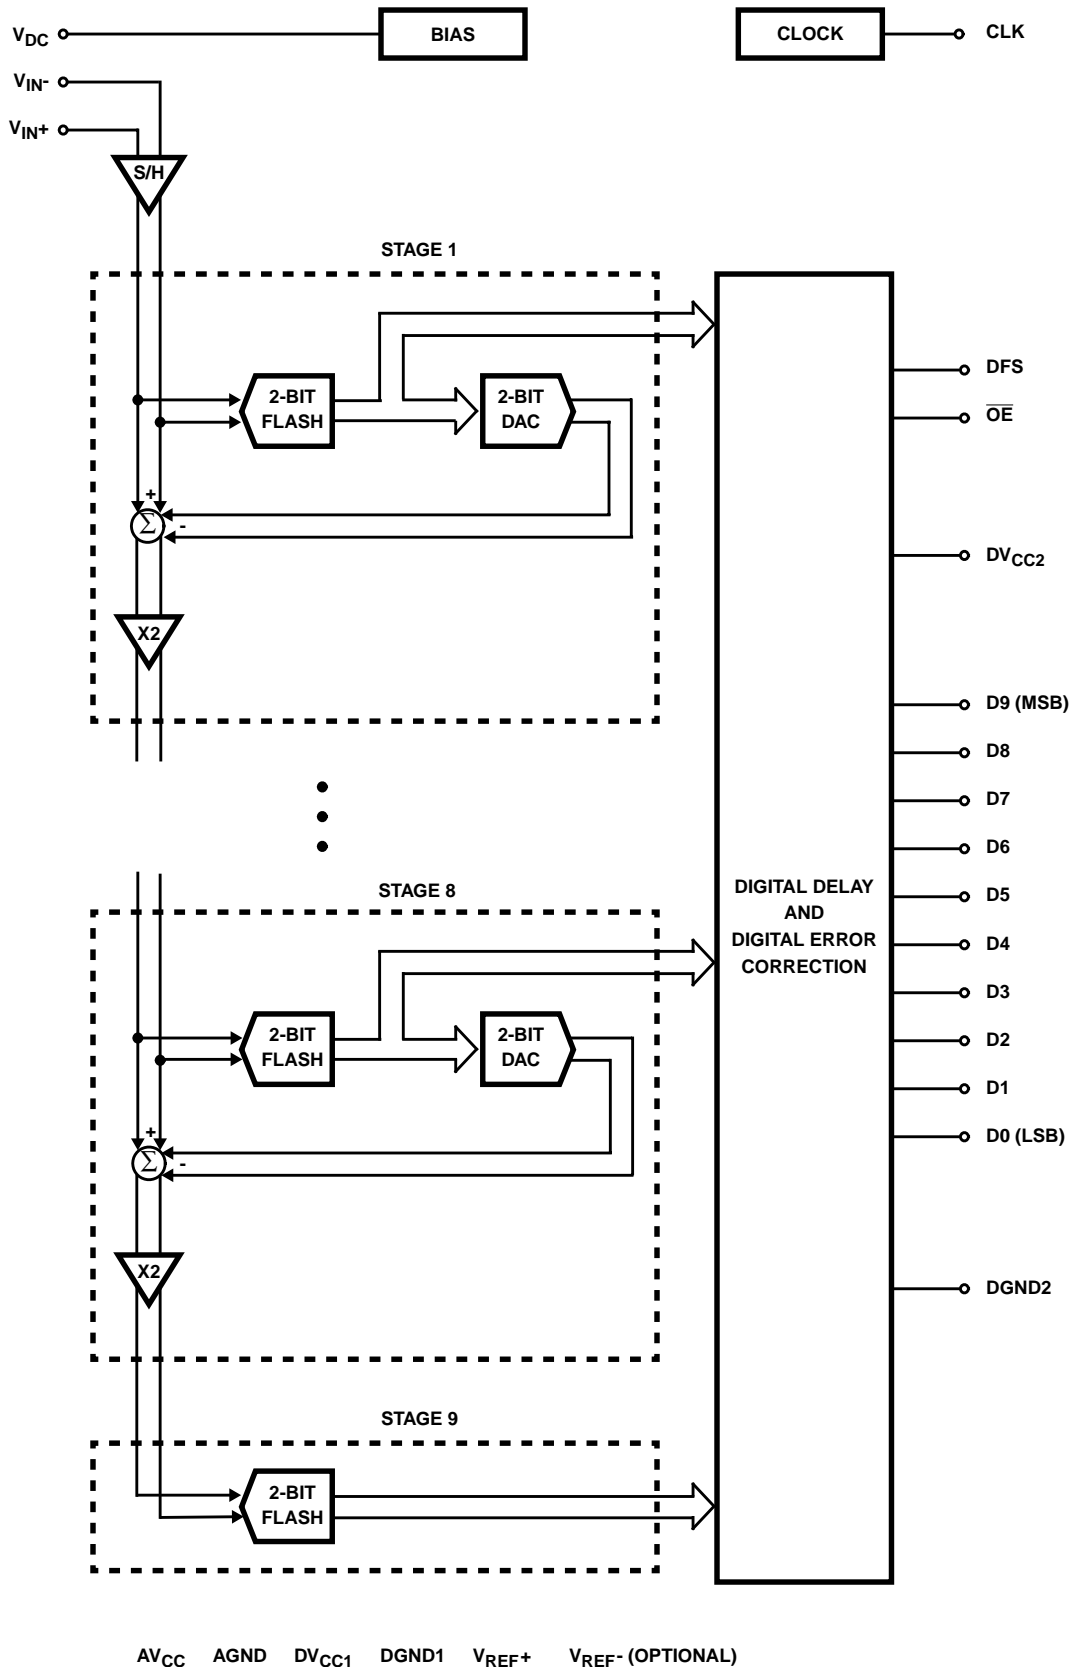 VDC
BIAS
CLOCK
CLK
VIN-
VIN+
S/H
STAGE 1
2-BIT
FLASH
2-BIT
DAC
+
Σ
-
X2
STAGE 8
2-BIT
FLASH
2-BIT
DAC
+
Σ
-
X2
STAGE 9
2-BIT
FLASH
DIGITAL DELAY
AND
DIGITAL ERROR
CORRECTION
DFS
O̅E̅
DVCC2
D9 (MSB)
D8
D7
D6
D5
D4
D3
D2
D1
D0 (LSB)
DGND2
AVCC AGND DVCC1 DGND1 VREF+ VREF- (OPTIONAL)